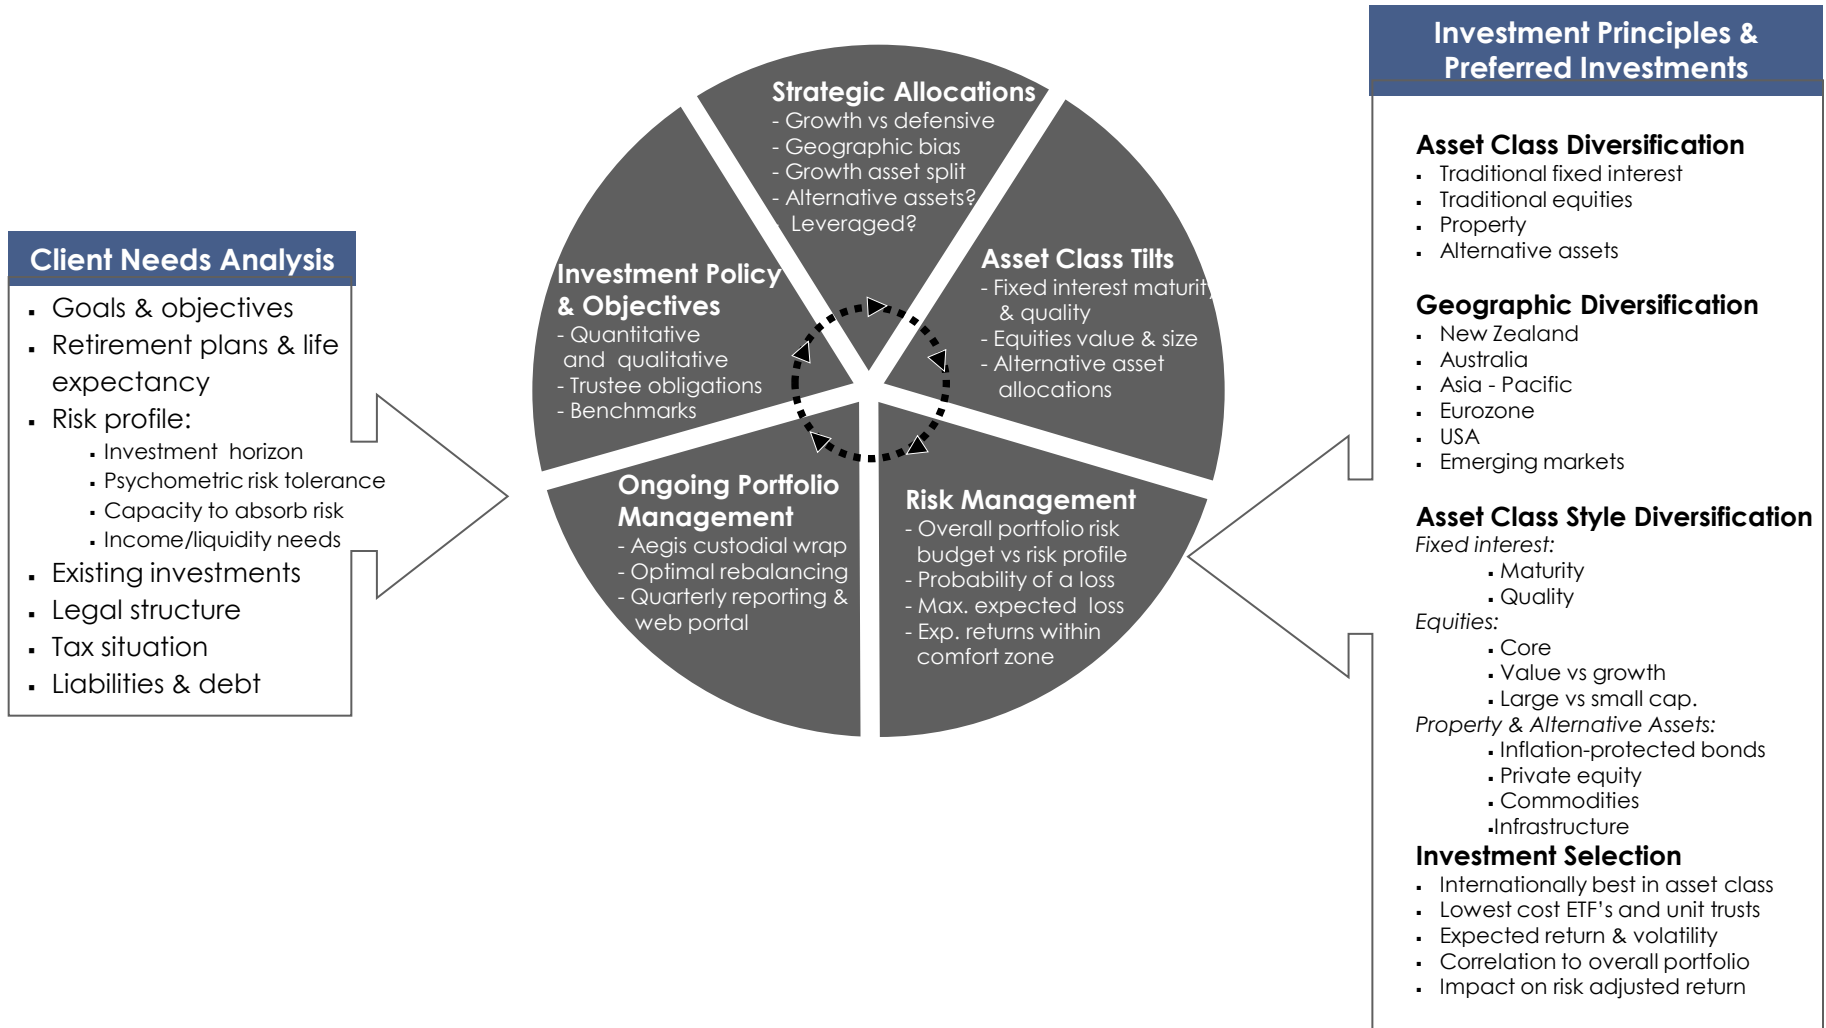 Client Needs Analysis
▪ Goals & objectives
▪ Retirement plans & life
expectancy
▪ Risk profile:
▪ Investment horizon
▪ Psychometric risk tolerance
▪ Capacity to absorb risk
▪ Income/liquidity needs
▪ Existing investments
▪ Legal structure
▪ Tax situation
▪ Liabilities & debt
Strategic Allocations
- Growth vs defensive
- Geographic bias
- Growth asset split
- Alternative assets?
Leveraged?
Asset Class Tilts
- Fixed interest maturity
& quality
- Equities value & size
- Alternative asset
allocations
Risk Management
- Overall portfolio risk
budget vs risk profile
- Probability of a loss
- Max. expected loss
- Exp. returns within
comfort zone
Ongoing Portfolio
Management
- Aegis custodial wrap
- Optimal rebalancing
- Quarterly reporting &
web portal
Investment Policy
& Objectives
- Quantitative
and qualitative
- Trustee obligations
- Benchmarks
Investment Principles &
Preferred Investments
Asset Class Diversification
▪ Traditional fixed interest
▪ Traditional equities
▪ Property
▪ Alternative assets
Geographic Diversification
▪ New Zealand
▪ Australia
▪ Asia - Pacific
▪ Eurozone
▪ USA
▪ Emerging markets
Asset Class Style Diversification
Fixed interest:
▪ Maturity
▪ Quality
Equities:
▪ Core
▪ Value vs growth
▪ Large vs small cap.
Property & Alternative Assets:
▪ Inflation-protected bonds
▪ Private equity
▪ Commodities
▪Infrastructure
Investment Selection
▪ Internationally best in asset class
▪ Lowest cost ETF's and unit trusts
▪ Expected return & volatility
▪ Correlation to overall portfolio
▪ Impact on risk adjusted return